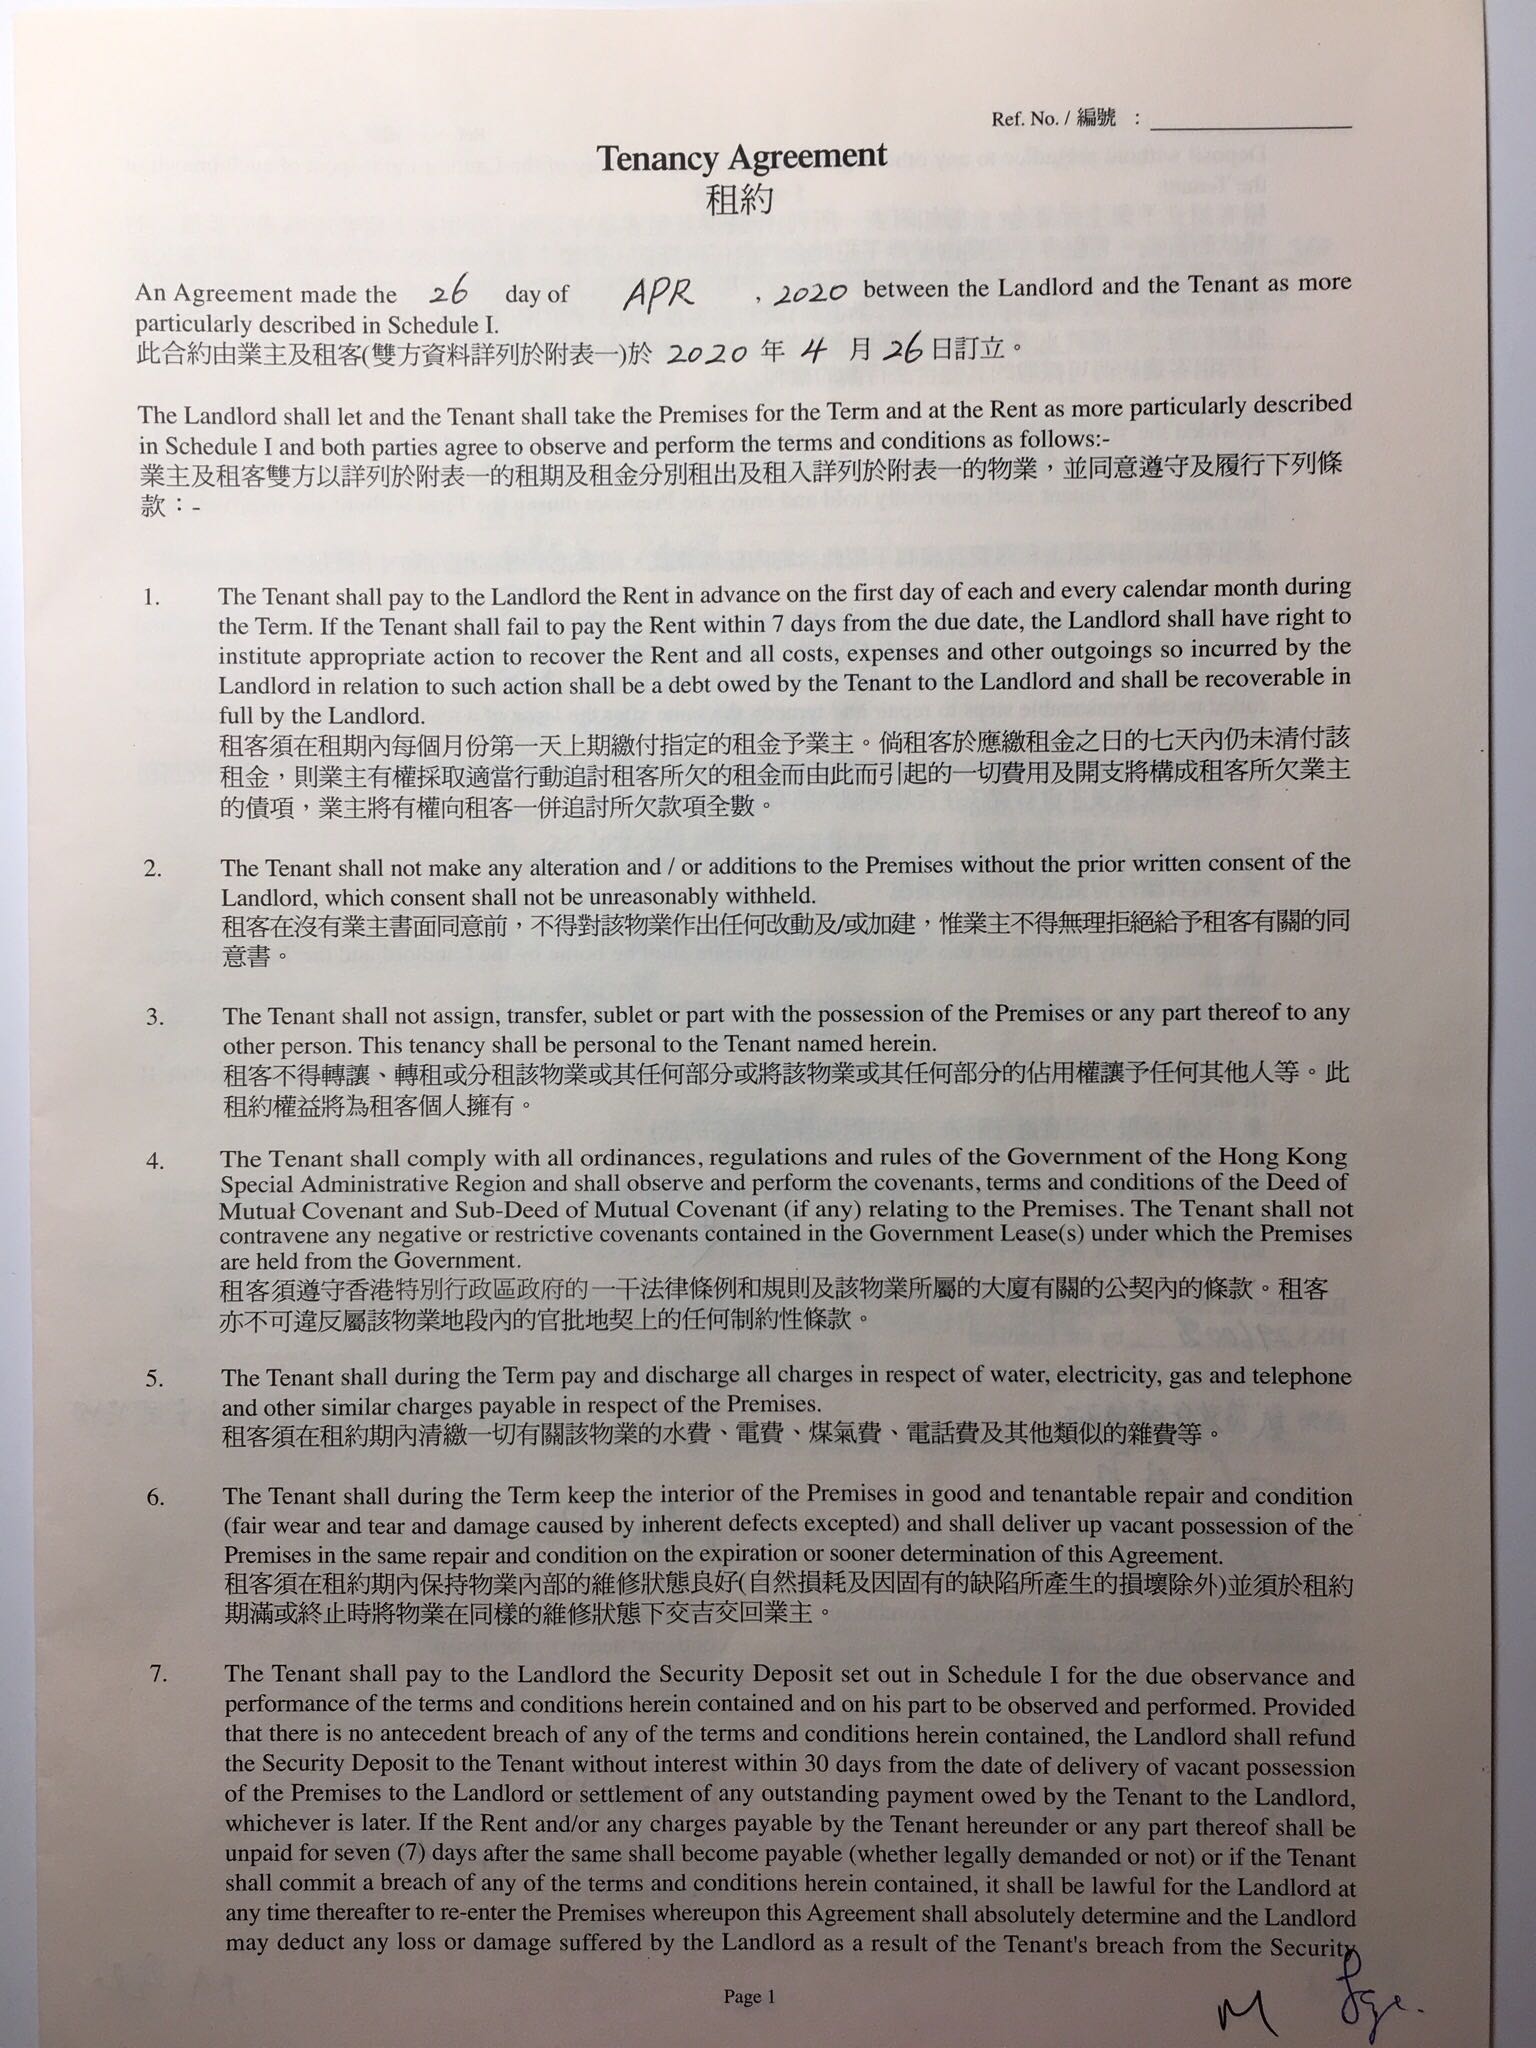 Ref. No. / 編號 : 
Tenancy Agreement
租約
An Agreement made the 26 day of APR , 2020 between the Landlord and the Tenant as more
particularly described in Schedule I.
此合約由業主及租客(雙方資料詳列於附表一)於 2020 年 4 月 26 日訂立。
The Landlord shall let and the Tenant shall take the Premises for the Term and at the Rent as more particularly described
in Schedule I and both parties agree to observe and perform the terms and conditions as follows:-
業主及租客雙方以詳列於附表一的租期及租金分別租出及租入詳列於附表一的物業，並同意遵守及履行下列條
款：-
1. The Tenant shall pay to the Landlord the Rent in advance on the first day of each and every calendar month during
the Term. If the Tenant shall fail to pay the Rent within 7 days from the due date, the Landlord shall have right to
institute appropriate action to recover the Rent and all costs, expenses and other outgoings so incurred by the
Landlord in relation to such action shall be a debt owed by the Tenant to the Landlord and shall be recoverable in
full by the Landlord.
租客須在租期內每個月份第一天上期繳付指定的租金予業主。倘租客於應繳租金之日的七天內仍未清付該
租金，則業主有權採取適當行動追討租客所欠的租金而由此而引起的一切費用及開支將構成租客所欠業主
的債項，業主將有權向租客一併追討所欠款項全數。
2. The Tenant shall not make any alteration and / or additions to the Premises without the prior written consent of the
Landlord, which consent shall not be unreasonably withheld.
租客在沒有業主書面同意前，不得對該物業作出任何改動及/或加建，惟業主不得無理拒絕給予租客有關的同
意書。
3. The Tenant shall not assign, transfer, sublet or part with the possession of the Premises or any part thereof to any
other person. This tenancy shall be personal to the Tenant named herein.
租客不得轉讓、轉租或分租該物業或其任何部分或將該物業或其任何部分的佔用權讓予任何其他人等。此
租約權益將為租客個人擁有。
4. The Tenant shall comply with all ordinances, regulations and rules of the Government of the Hong Kong
Special Administrative Region and shall observe and perform the covenants, terms and conditions of the Deed of
Mutual Covenant and Sub-Deed of Mutual Covenant (if any) relating to the Premises. The Tenant shall not
contravene any negative or restrictive covenants contained in the Government Lease(s) under which the Premises
are held from the Government.
租客須遵守香港特別行政區政府的一干法律條例和規則及該物業所屬的大廈有關的公契內的條款。租客
亦不可違反屬該物業地段內的官批地契上的任何制約性條款。
5. The Tenant shall during the Term pay and discharge all charges in respect of water, electricity, gas and telephone
and other similar charges payable in respect of the Premises.
租客須在租約期內清繳一切有關該物業的水費、電費、煤氣費、電話費及其他類似的雜費等。
6. The Tenant shall during the Term keep the interior of the Premises in good and tenantable repair and condition
(fair wear and tear and damage caused by inherent defects excepted) and shall deliver up vacant possession of the
Premises in the same repair and condition on the expiration or sooner determination of this Agreement.
租客須在租約期內保持物業內部的維修狀態良好(自然損耗及因固有的缺陷所產生的損壞除外)並須於租約
期滿或終止時將物業在同樣的維修狀態下交吉交回業主。
7. The Tenant shall pay to the Landlord the Security Deposit set out in Schedule I for the due observance and
performance of the terms and conditions herein contained and on his part to be observed and performed. Provided
that there is no antecedent breach of any of the terms and conditions herein contained, the Landlord shall refund
the Security Deposit to the Tenant without interest within 30 days from the date of delivery of vacant possession
of the Premises to the Landlord or settlement of any outstanding payment owed by the Tenant to the Landlord,
whichever is later. If the Rent and/or any charges payable by the Tenant hereunder or any part thereof shall be
unpaid for seven (7) days after the same shall become payable (whether legally demanded or not) or if the Tenant
shall commit a breach of any of the terms and conditions herein contained, it shall be lawful for the Landlord at
any time thereafter to re-enter the Premises whereupon this Agreement shall absolutely determine and the Landlord
may deduct any loss or damage suffered by the Landlord as a result of the Tenant's breach from the Security
Page 1